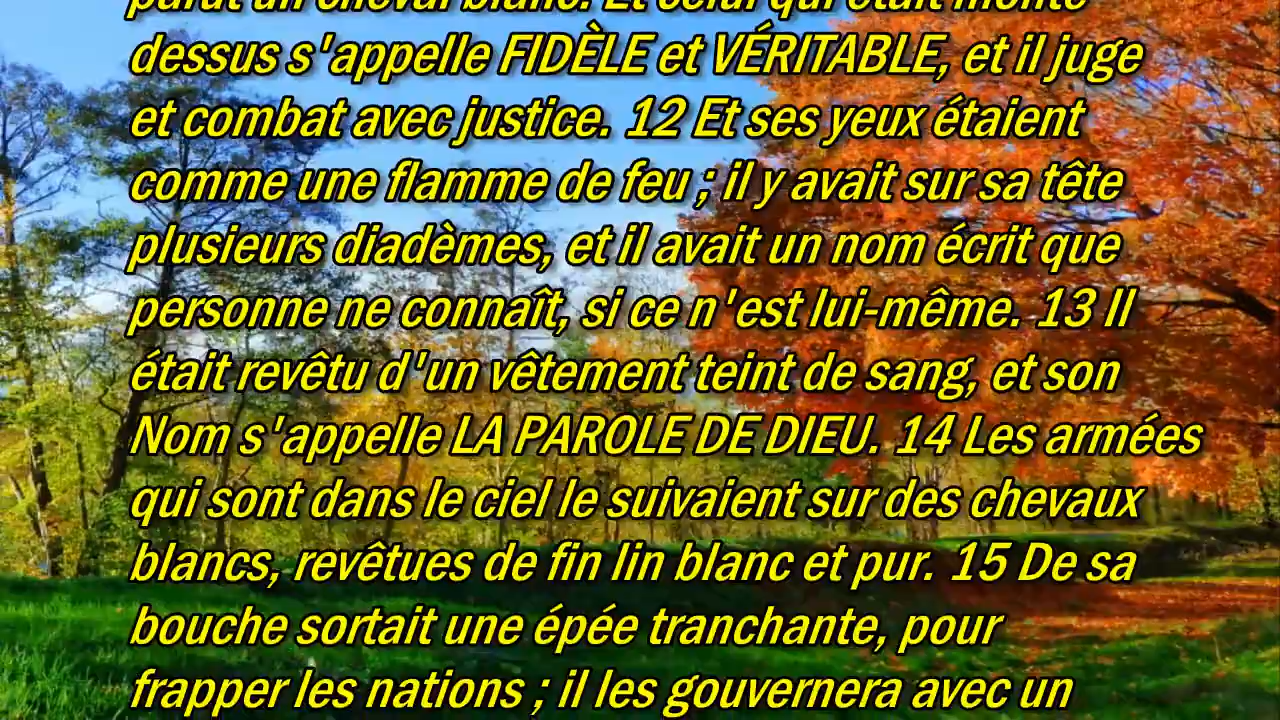 parut un cheval blanc. Et celui qui était monté
dessus s'appelle FIDÈLE et VÉRITABLE, et il juge
et combat avec justice. 12 Et ses yeux étaient
comme une flamme de feu ; il y avait sur sa tête
plusieurs diadèmes, et il avait un nom écrit que
personne ne connaît, si ce n'est lui-même. 13 Il
était revêtu d'un vêtement teint de sang, et son
Nom s'appelle LA PAROLE DE DIEU. 14 Les armées
qui sont dans le ciel le suivaient sur des chevaux
blancs, revêtues de fin lin blanc et pur. 15 De sa
bouche sortait une épée tranchante, pour
frapper les nations ; il les gouvernera avec un